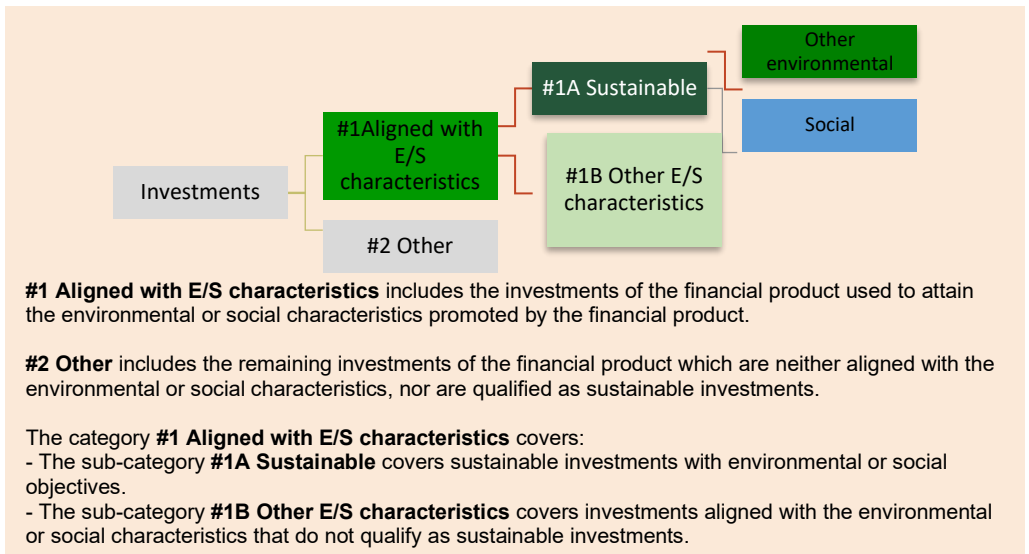 Other
environmental
#1A Sustainable
Social
#1Aligned with
E/S
characteristics
#1B Other E/S
characteristics
Investments
#2 Other
#1 Aligned with E/S characteristics includes the investments of the financial product used to attain
the environmental or social characteristics promoted by the financial product.
#2 Other includes the remaining investments of the financial product which are neither aligned with the
environmental or social characteristics, nor are qualified as sustainable investments.
The category #1 Aligned with E/S characteristics covers:
- The sub-category #1A Sustainable covers sustainable investments with environmental or social
objectives.
- The sub-category #1B Other E/S characteristics covers investments aligned with the environmental
or social characteristics that do not qualify as sustainable investments.